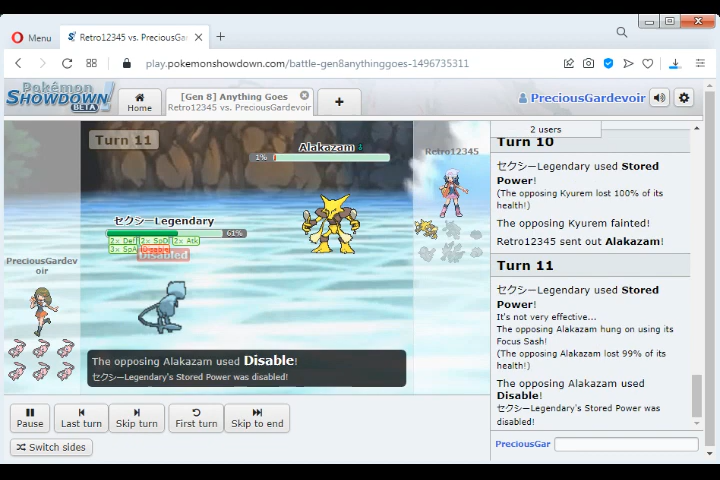 Menu
Retro12345 vs. PreciousGar
play.pokemonshowdown.com/battle-gen8anythinggoes-1496735311
Pokémon
SHOWDOWN!
BETA
Home
[Gen 8] Anything Goes
Retro12345 vs. PreciousGardevoir
PreciousGardevoir
Turn 11
Alakazam
1%
Retro12345
セクシーLegendary
61%
2× Def 2× SpD 2× Atk
3× SpA Disable
Disabled
PreciousGardev
oir
The opposing Alakazam used Disable!
セクシーLegendary's Stored Power was disabled!
2 users
Turn 10
セクシーLegendary used Stored
Power!
(The opposing Kyurem lost 100% of its
health!)
The opposing Kyurem fainted!
Retro12345 sent out Alakazam!
Turn 11
セクシーLegendary used Stored
Power!
It's not very effective...
The opposing Alakazam hung on using its
Focus Sash!
(The opposing Alakazam lost 99% of its
health!)
The opposing Alakazam used
Disable!
セクシーLegendary's Stored Power was
disabled!
PreciousGar
Pause
Last turn
Skip turn
First turn
Skip to end
Switch sides